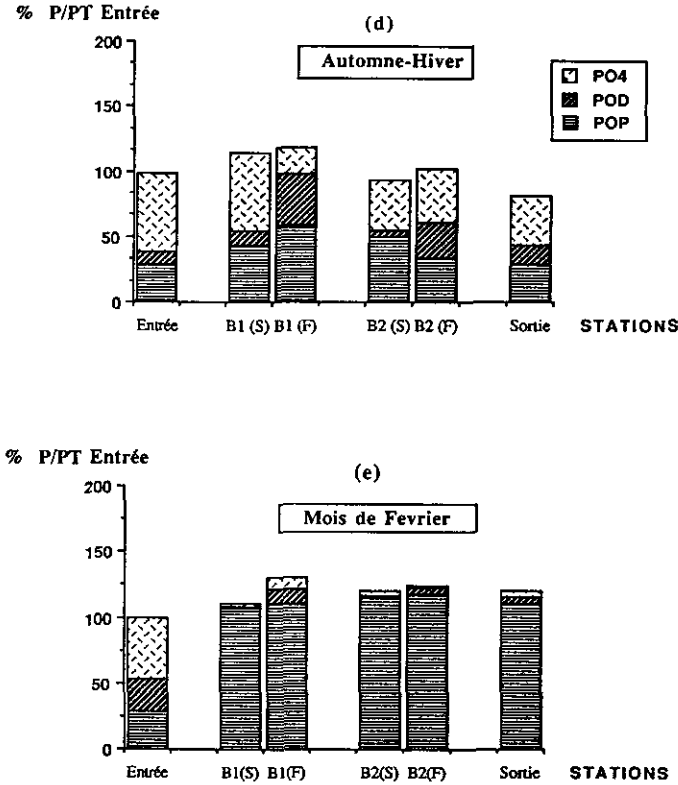 % P/PT Entrée
(d)
200
Automne-Hiver
PO4
POD
POP
150
100
50
0
Entrée B1 (S) B1 (F) B2 (S) B2 (F) Sortie STATIONS
% P/PT Entrée
(e)
200
Mois de Fevrier
150
100
50
0
Entrée B1(S) B1(F) B2(S) B2(F) Sortie STATIONS